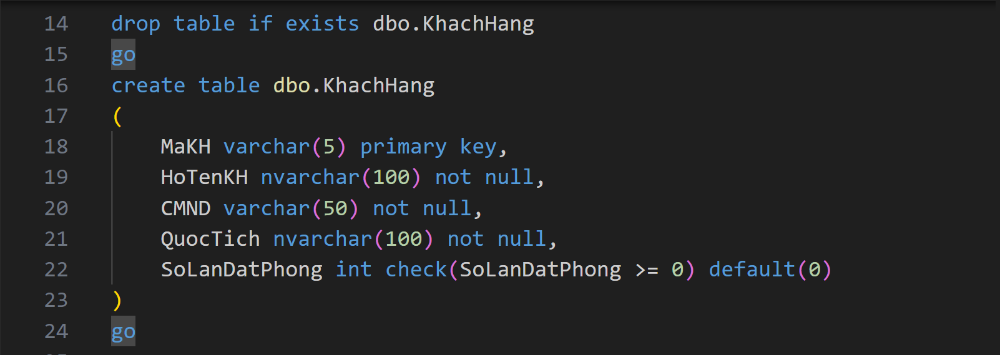 14 drop table if exists dbo.KhachHang
15 go
16 create table dbo.KhachHang
17 (
18 MaKH varchar(5) primary key,
19 HoTenKH nvarchar(100) not null,
20 CMND varchar(50) not null,
21 QuocTich nvarchar(100) not null,
22 SoLanDatPhong int check(SoLanDatPhong >= 0) default(0)
23 )
24 go